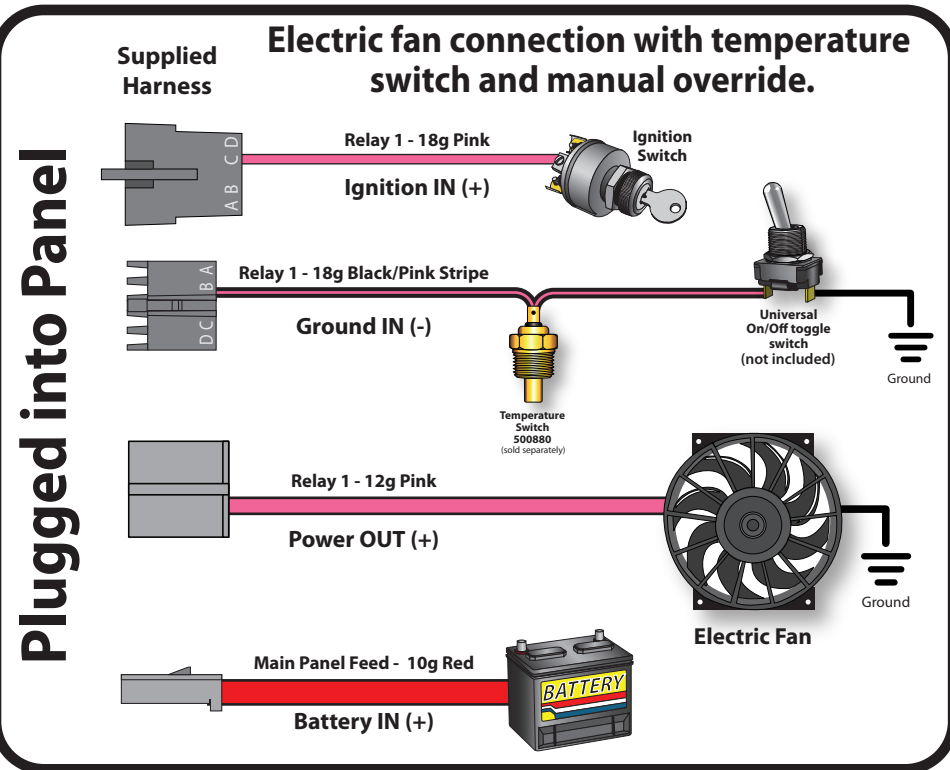 Electric fan connection with temperature
switch and manual override.
Supplied
Harness
Plugged into Panel
A B C D
Relay 1 - 18g Pink
Ignition IN (+)
Ignition
Switch
D C B A
Relay 1 - 18g Black/Pink Stripe
Ground IN (-)
Temperature
Switch
500880
(sold separately)
Universal
On/Off toggle
switch
(not included)
Ground
Relay 1 - 12g Pink
Power OUT (+)
Electric Fan
Ground
Main Panel Feed - 10g Red
Battery IN (+)
BATTERY